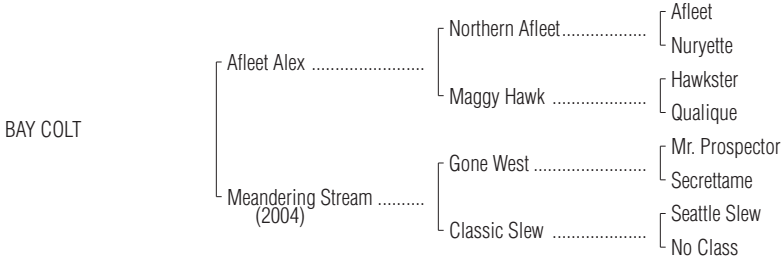 Afleet
Northern Afleet..................
Nuryette
Afleet Alex ........................
Hawkster
Maggy Hawk ....................
Qualique
BAY COLT
Mr. Prospector
Gone West ........................
Secrettame
Meandering Stream ..........
(2004)
Seattle Slew
Classic Slew ....................
No Class